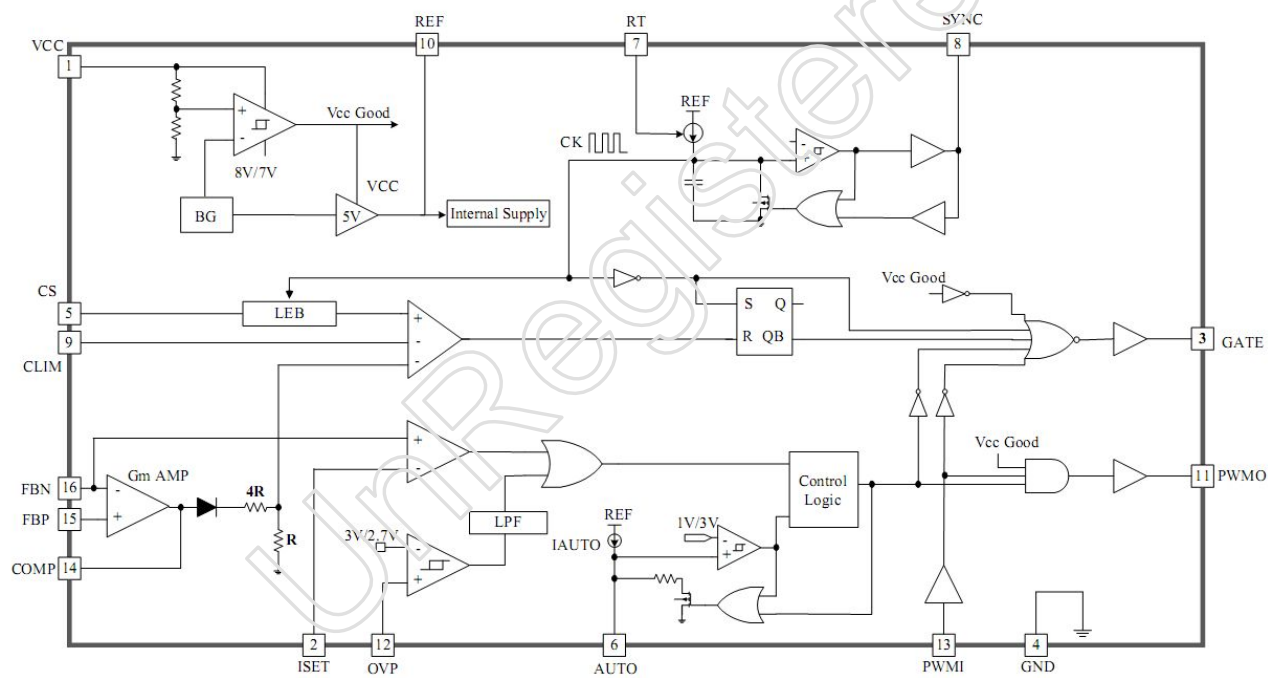 REF
RT
SYNC
VCC
10
7
8
1
REF
+
-
Vcc Good
CK
-
+
8V/7V
VCC
BG
5V
Internal Supply
Vcc Good
CS
5
LEB
+
-
-
S Q
R QB
9
CLIM
3
GATE
Gm AMP
+
-
Vcc Good
FBN
16
-
4R
Control
Logic
11
PWMO
FBP
15
+
R
LPF
REF
1V/3V
3V/2.7V
-
+
IAUTO
-
+
COMP
14
2
12
6
13
4
ISET
OVP
AUTO
PWMI
GND
UnRegistere